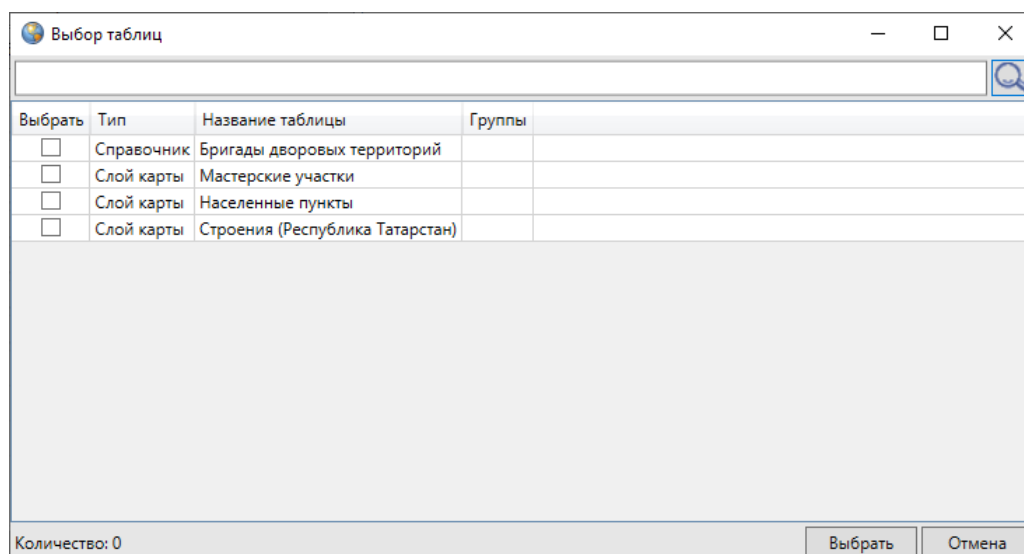 Выбор таблиц
Выбрать Тип Название таблицы Группы
Справочник Бригады дворовых территорий
Слой карты Мастерские участки
Слой карты Населенные пункты
Слой карты Строения (Республика Татарстан)
Количество: 0 Выбрать Отмена